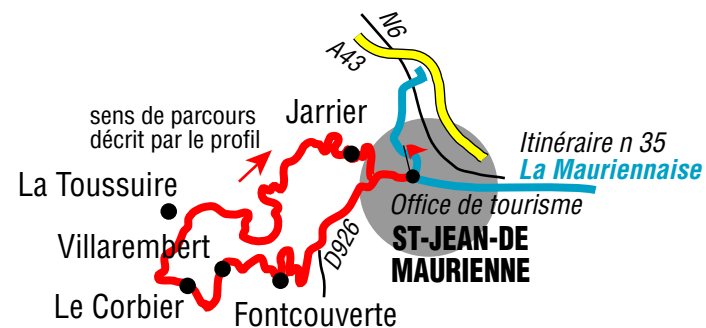 N6
A43
sens de parcours
décrit par le profil
Jarrier
Itinéraire n 35
La Mauriennaise
La Toussuire
Office de tourisme
ST-JEAN-DE
MAURIENNE
Villarembert
D926
Le Corbier
Fontcouverte